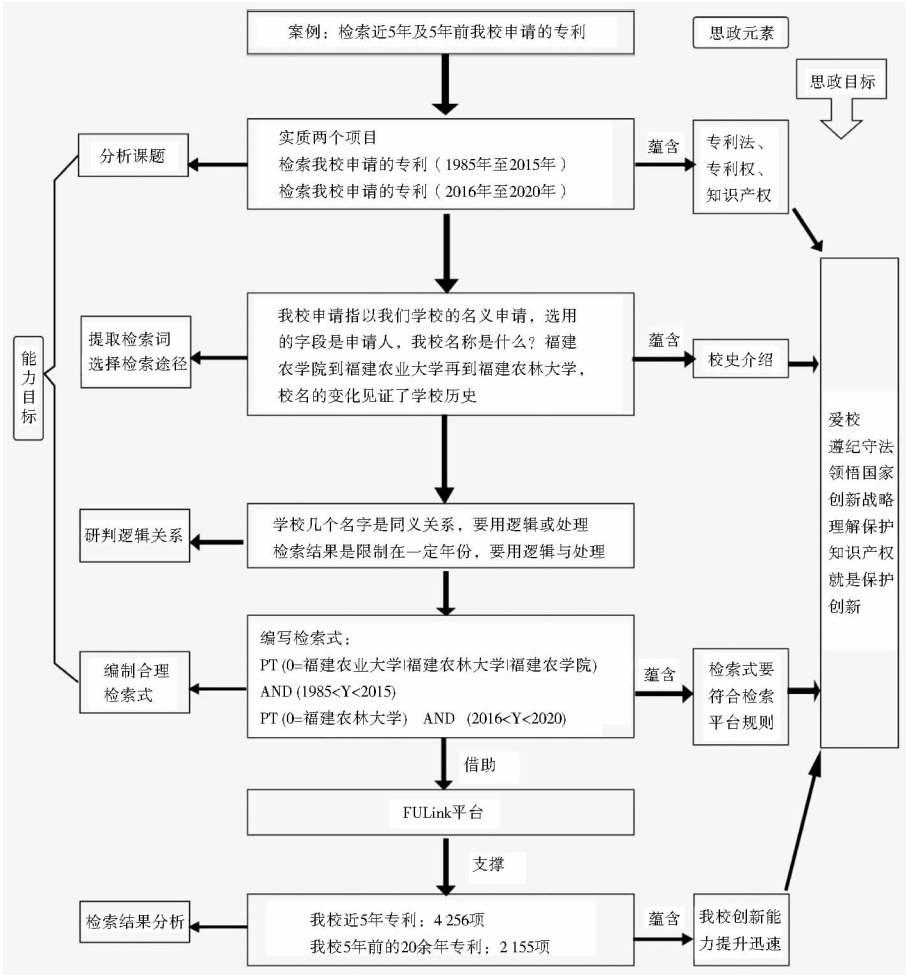 案例：检索近5年及5年前我校申请的专利
思政元素
思政目标
分析课题
实质两个项目
检索我校申请的专利（1985年至2015年）
检索我校申请的专利（2016年至2020年）
蕴含
专利法、
专利权、
知识产权
能力目标
提取检索词
选择检索途径
我校申请指以我们学校的名义申请，选用
的字段是申请人，我校名称是什么？福建
农学院到福建农业大学再到福建农林大学，
校名的变化见证了学校历史
蕴含
校史介绍
爱校
遵纪守法
领悟国家
创新战略
理解保护
知识产权
就是保护
创新
研判逻辑关系
学校几个名字是同义关系，要用逻辑或处理
检索结果是限制在一定年份，要用逻辑与处理
编制合理
检索式
编写检索式：
PT (0=福建农业大学|福建农林大学|福建农学院)
AND (1985<Y<2015)
PT (0=福建农林大学) AND (2016<Y<2020)
蕴含
检索式要
符合检索
平台规则
借助
FULink平台
支撑
检索结果分析
我校近5年专利：4 256项
我校5年前的20余年专利：2 155项
蕴含
我校创新能
力提升迅速